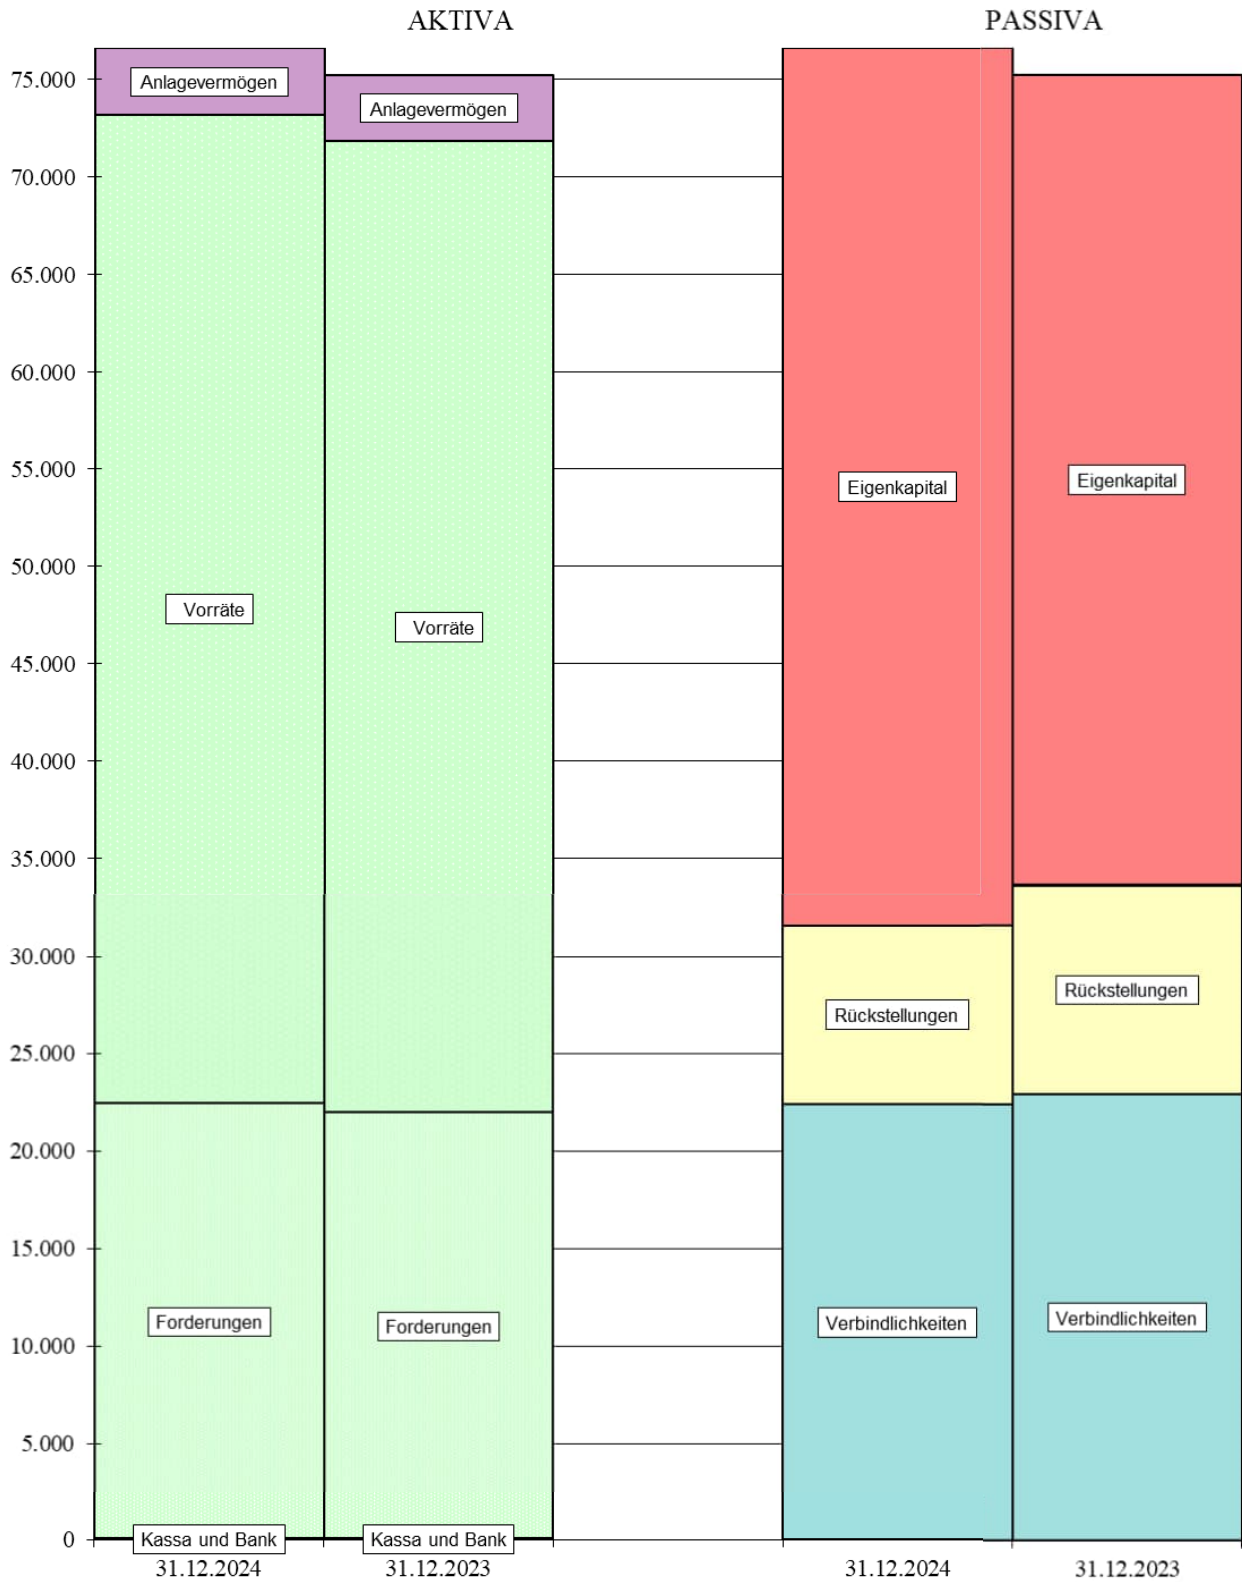 AKTIVA
PASSIVA
75.000
70.000
65.000
60.000
55.000
50.000
45.000
40.000
35.000
30.000
25.000
20.000
15.000
10.000
5.000
0
Anlagevermögen
Vorräte
Forderungen
Kassa und Bank
31.12.2024
Anlagevermögen
Vorräte
Forderungen
Kassa und Bank
31.12.2023
Eigenkapital
Rückstellungen
Verbindlichkeiten
31.12.2024
Eigenkapital
Rückstellungen
Verbindlichkeiten
31.12.2023